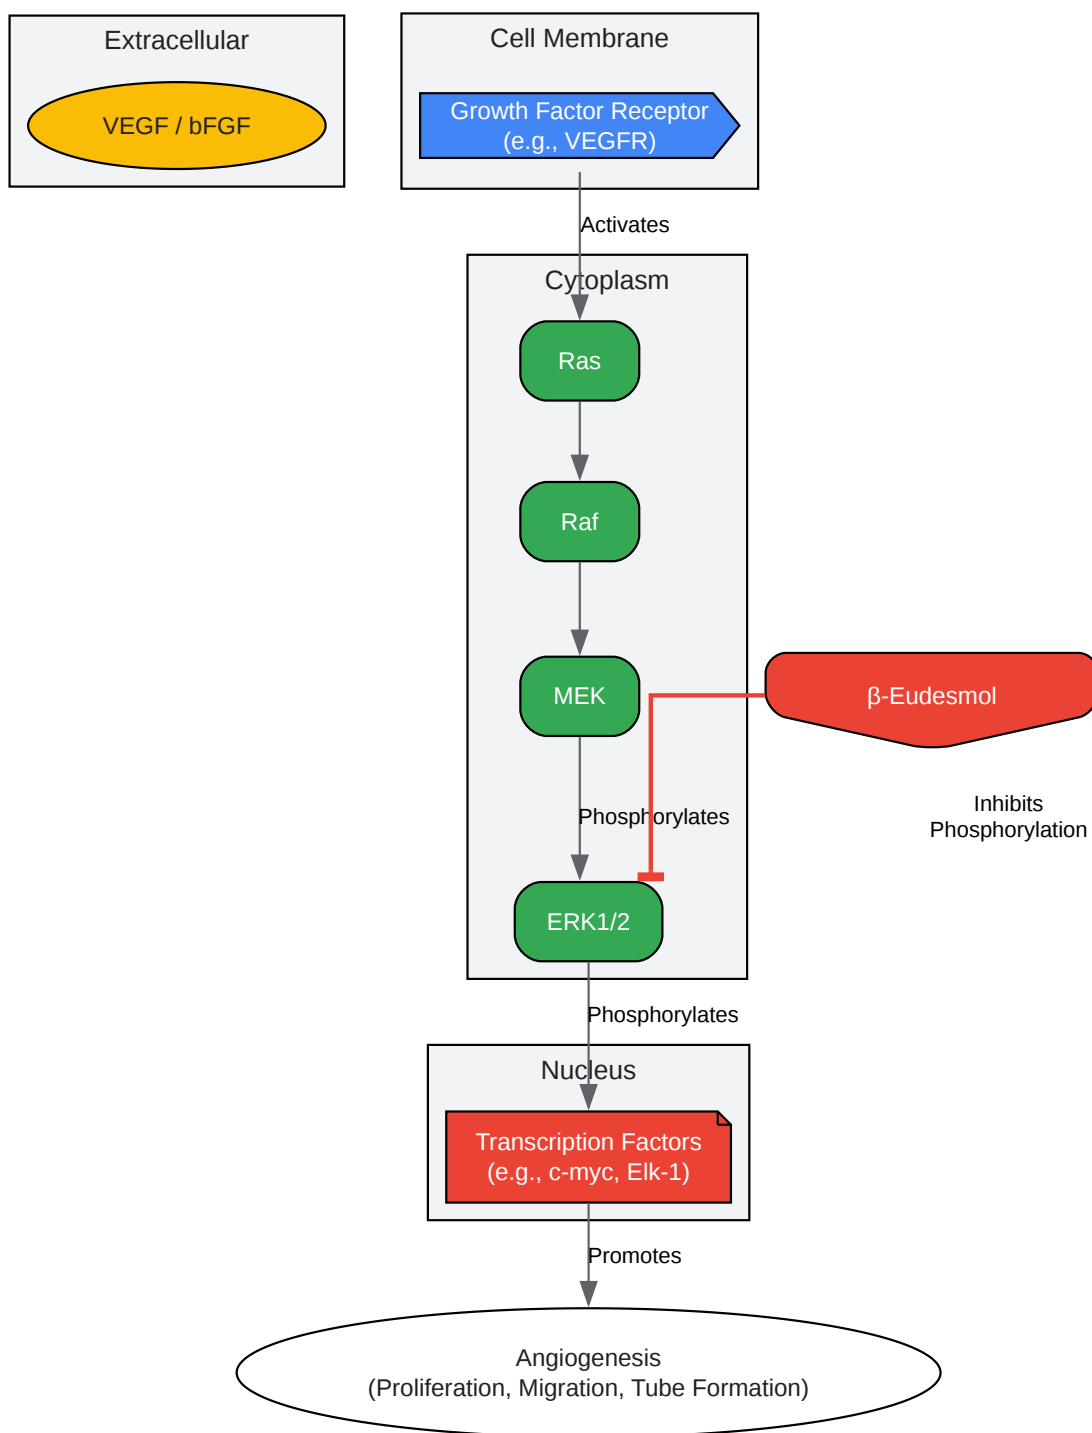 Extracellular
VEGF / bFGF
Cell Membrane
Growth Factor Receptor
(e.g., VEGFR)
Activates
Cytoplasm
Ras
Raf
MEK
β-Eudesmol
Phosphorylates
Inhibits
Phosphorylation
ERK1/2
Phosphorylates
Nucleus
Transcription Factors
(e.g., c-myc, Elk-1)
Promotes
Angiogenesis
(Proliferation, Migration, Tube Formation)